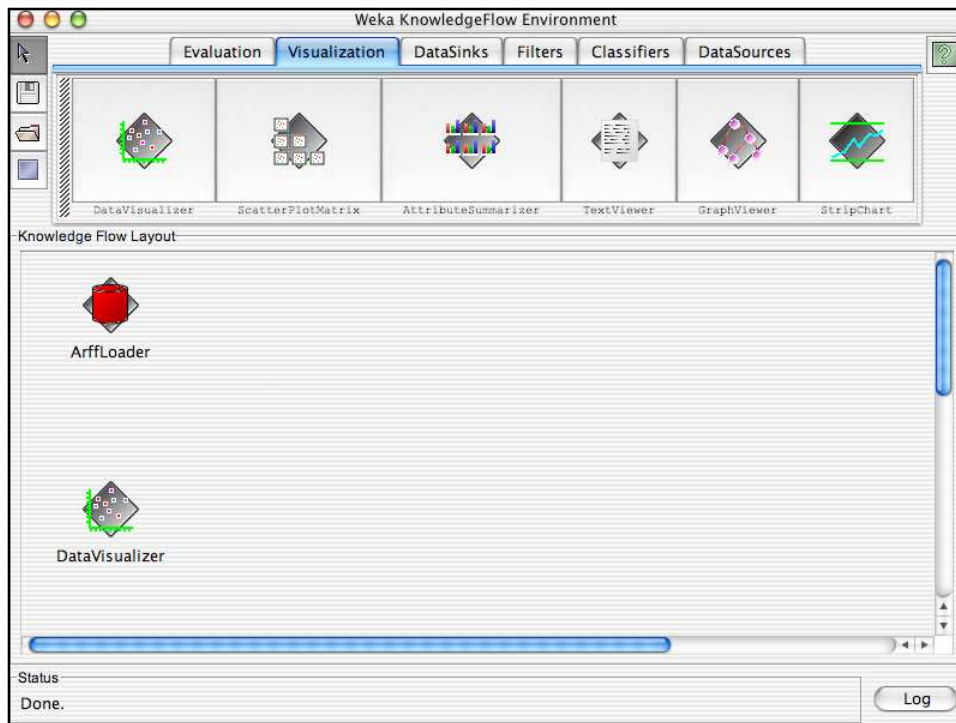 Weka KnowledgeFlow Environment
Evaluation Visualization DataSinks Filters Classifiers DataSources
?
DataVisualizer ScatterPlotMatrix AttributeSummarizer TextViewer GraphViewer StripChart
Knowledge Flow Layout
ArffLoader
DataVisualizer
Status
Done.
Log